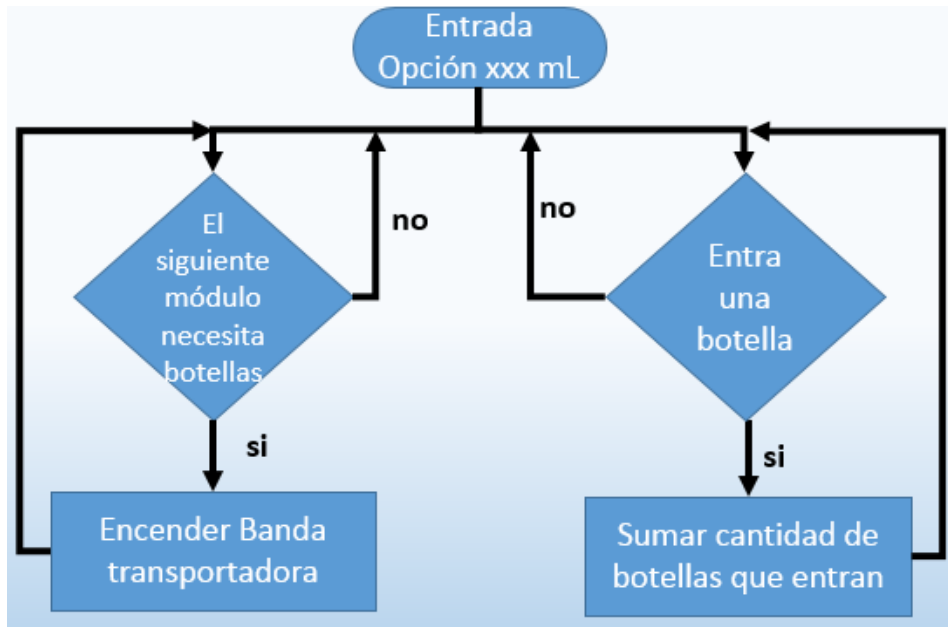 Entrada
Opción xxx mL
El
siguiente
módulo
necesita
botellas
no
no
Entra
una
botella
si
si
Encender Banda
transportadora
Sumar cantidad de
botellas que entran